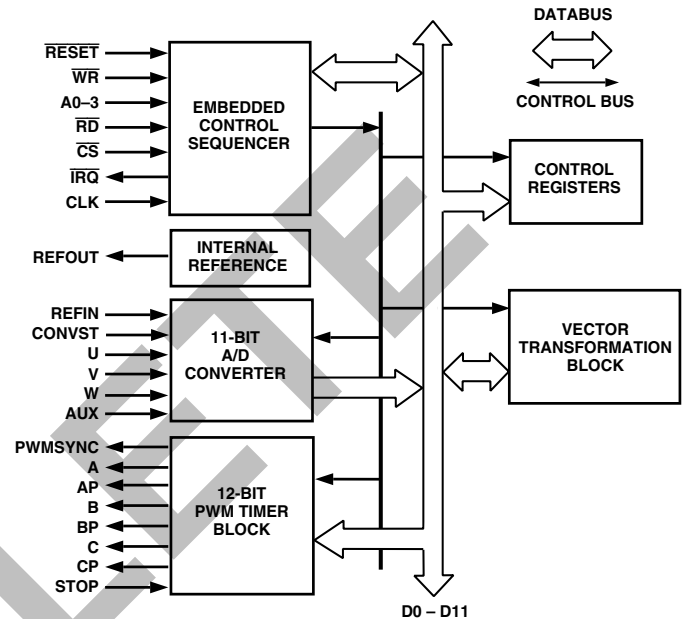 RESET
WR
A0–3
RD
CS
IRQ
CLK
EMBEDDED
CONTROL
SEQUENCER
DATABUS
CONTROL BUS
CONTROL
REGISTERS
REFOUT
INTERNAL
REFERENCE
REFIN
CONVST
U
V
W
AUX
11-BIT
A/D
CONVERTER
VECTOR
TRANSFORMATION
BLOCK
PWMSYNC
A
AP
B
BP
C
CP
STOP
12-BIT
PWM TIMER
BLOCK
D0 – D11
LETE